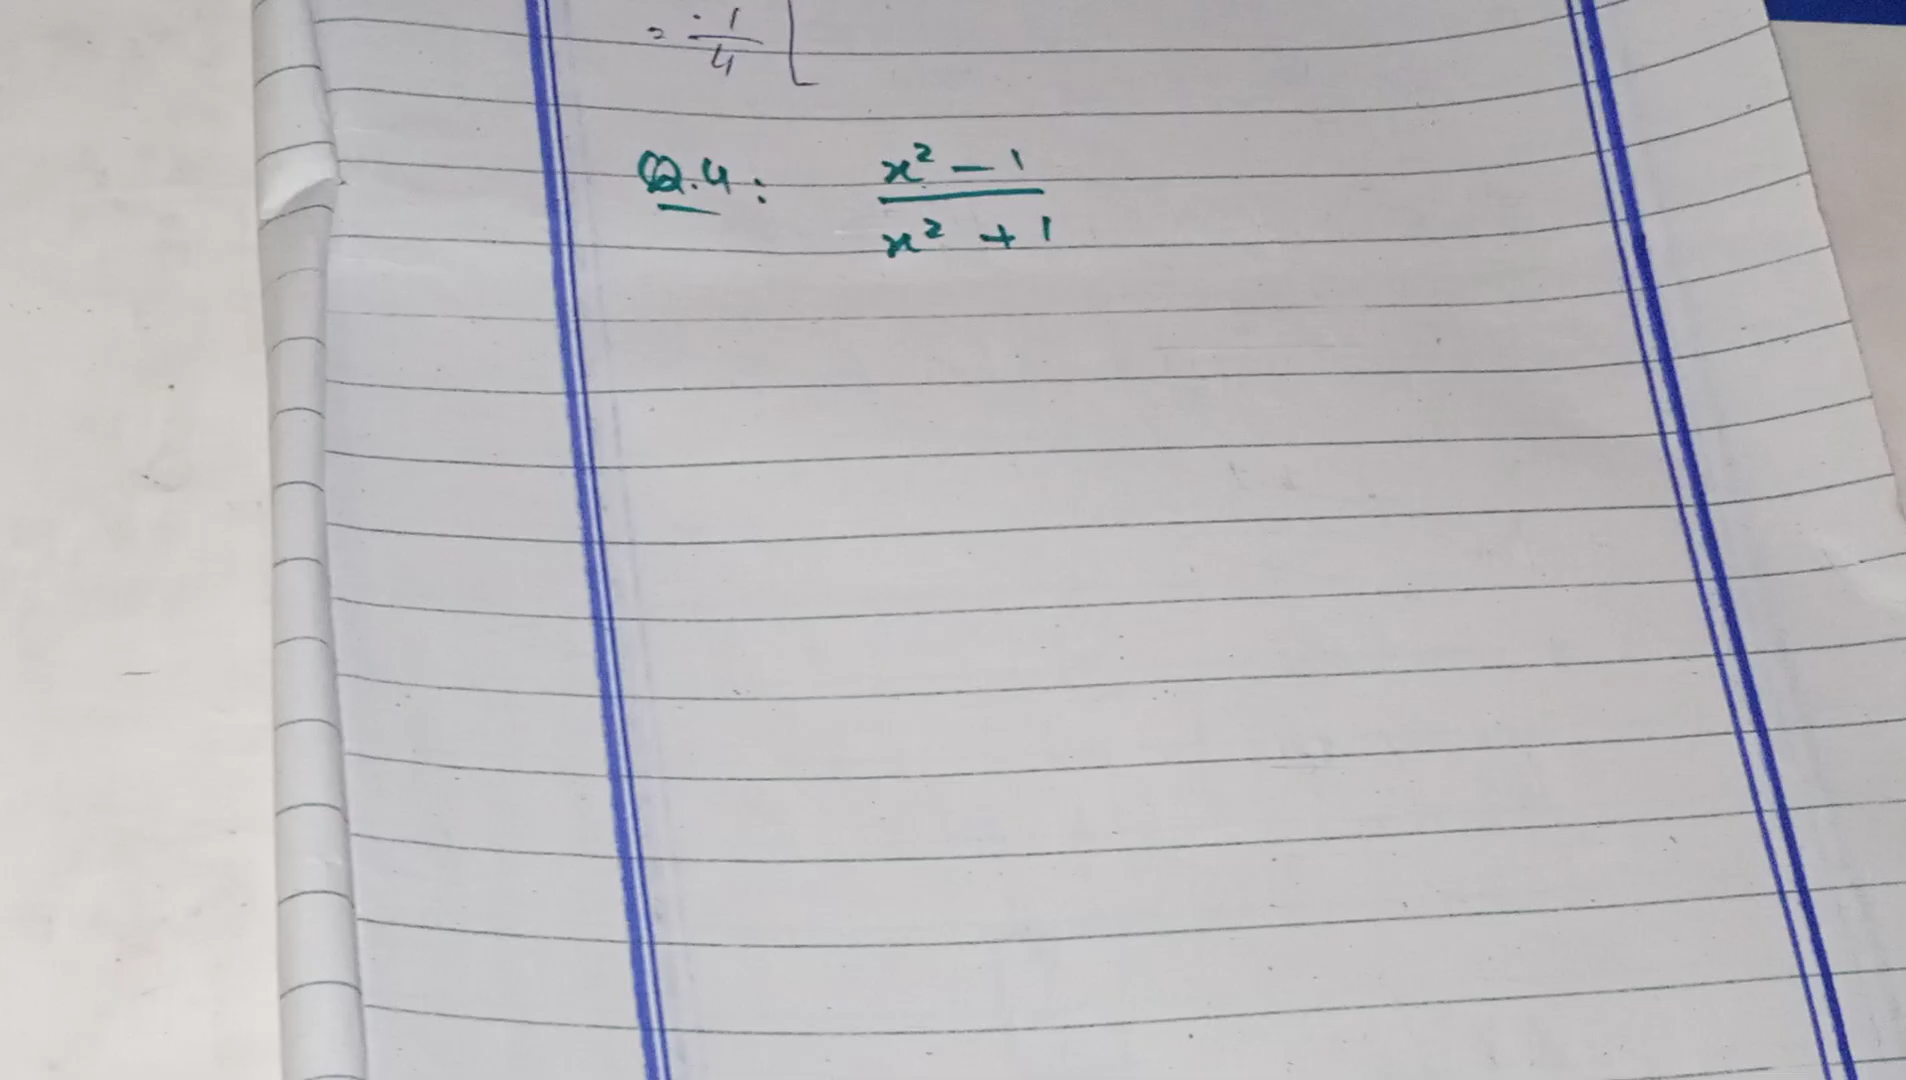 = -1/4 [
Q.4: x² - 1 / x² + 1